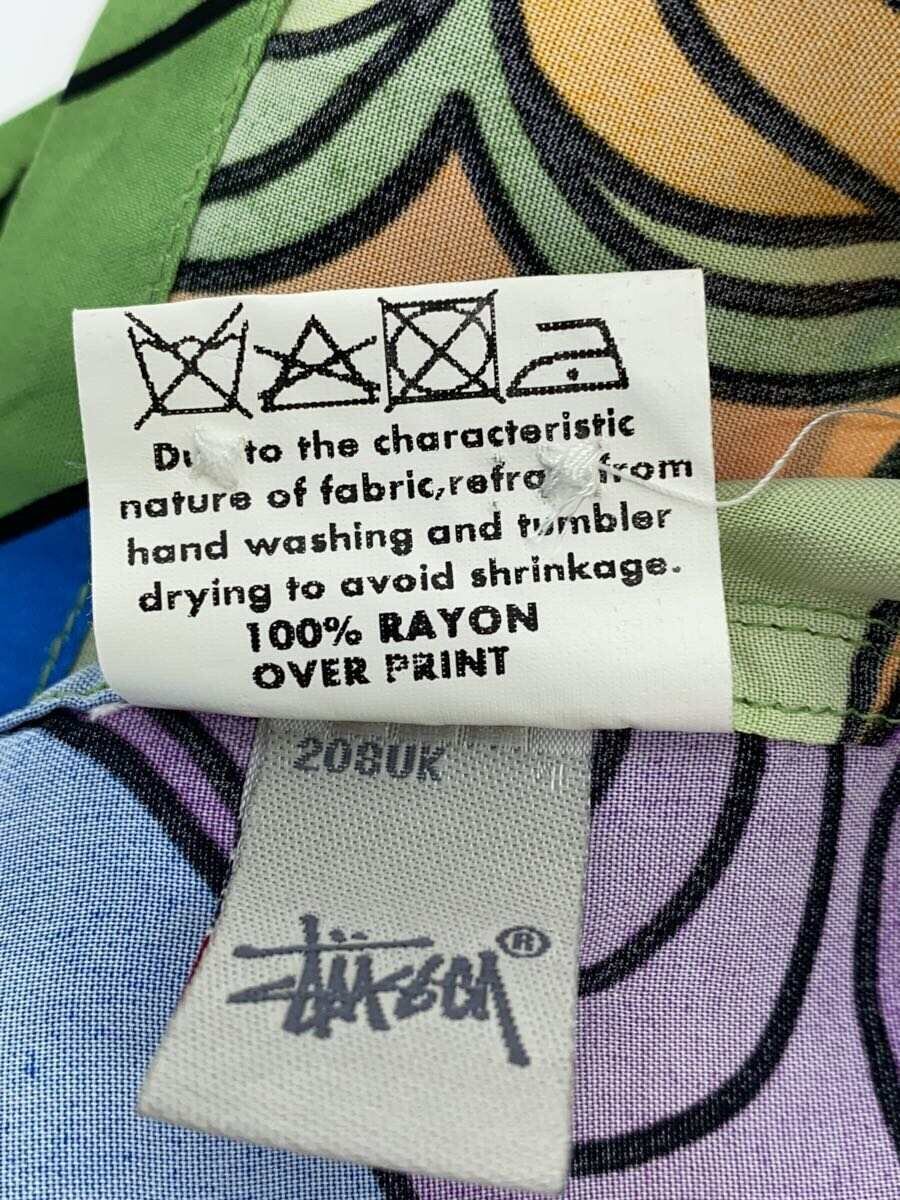 to the characteristic
nature of fabric, from
hand washing and tumbler
drying to avoid shrinkage.
100% RAYON
OVER PRINT
208UK
Stüssy ®